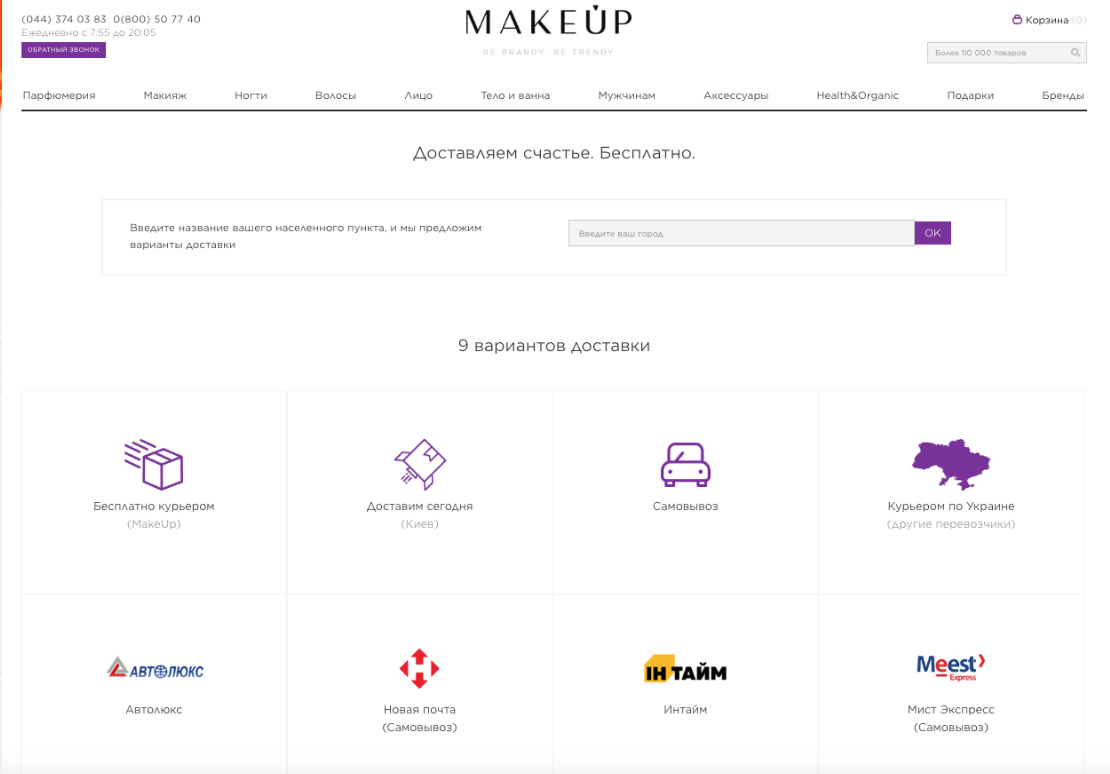 (044) 374 03 83 0(800) 50 77 40
Ежедневно с 7:55 до 20:05
ОБРАТНЫЙ ЗВОНОК
MAKEUP
BE BRANDY. BE TRENDY.
Корзина (0)
Более 110 000 товаров
Парфюмерия Макияж Ногти Волосы Лицо Тело и ванна Мужчинам Аксессуары Health&Organic Подарки Бренды
Доставляем счастье. Бесплатно.
Введите название вашего населенного пункта, и мы предложим
варианты доставки
Введите ваш город
OK
9 вариантов доставки
Бесплатно курьером
(MakeUp)
Доставим сегодня
(Киев)
Самовывоз
Курьером по Украине
(другие перевозчики)
АВТОЛЮКС
Автолюкс
Новая почта
(Самовывоз)
ІНТАЙМ
Интайм
Meest
Express
Мист Экспресс
(Самовывоз)